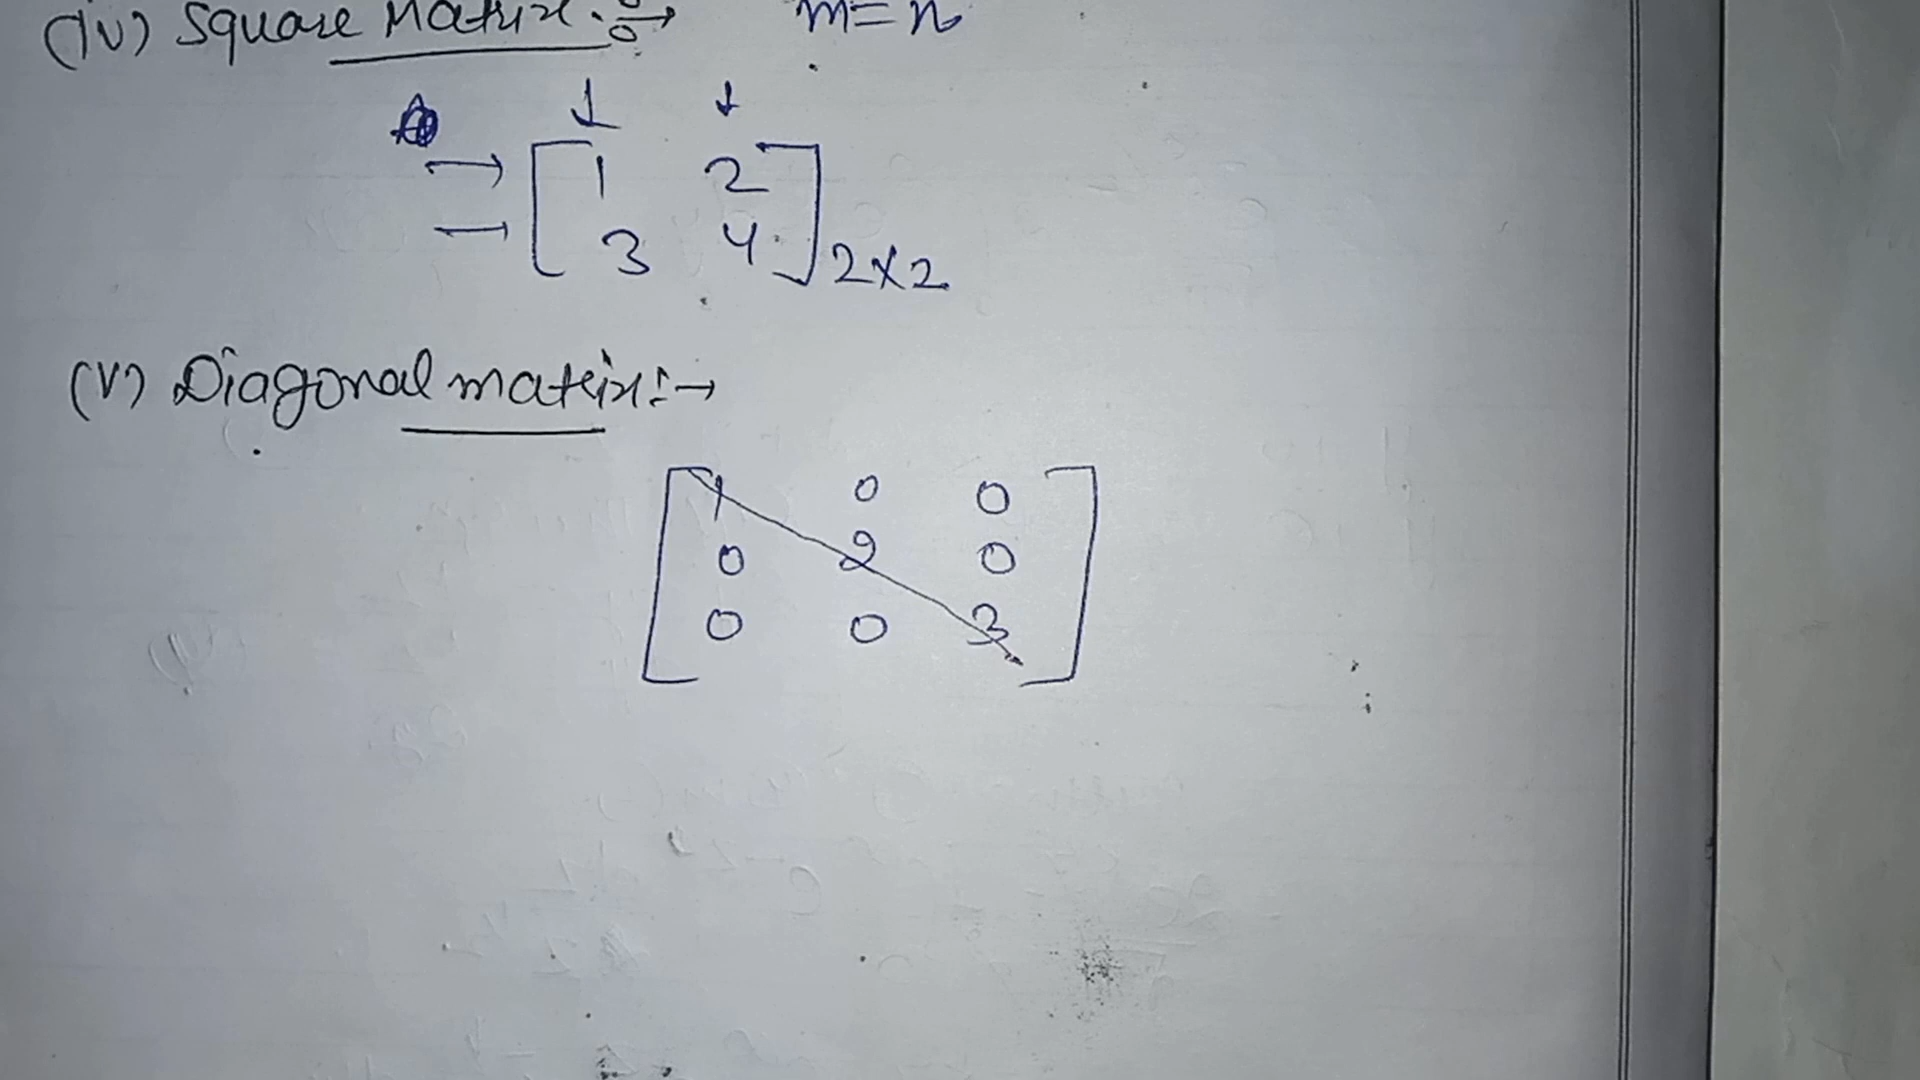 (iv) Square Matrix :→ m=n
↓ ↓
→ [ 1 2
→ 3 4 ] 2×2
(v) Diagonal matrix :→
[ 1 0 0
0 2 0
0 0 3 ]